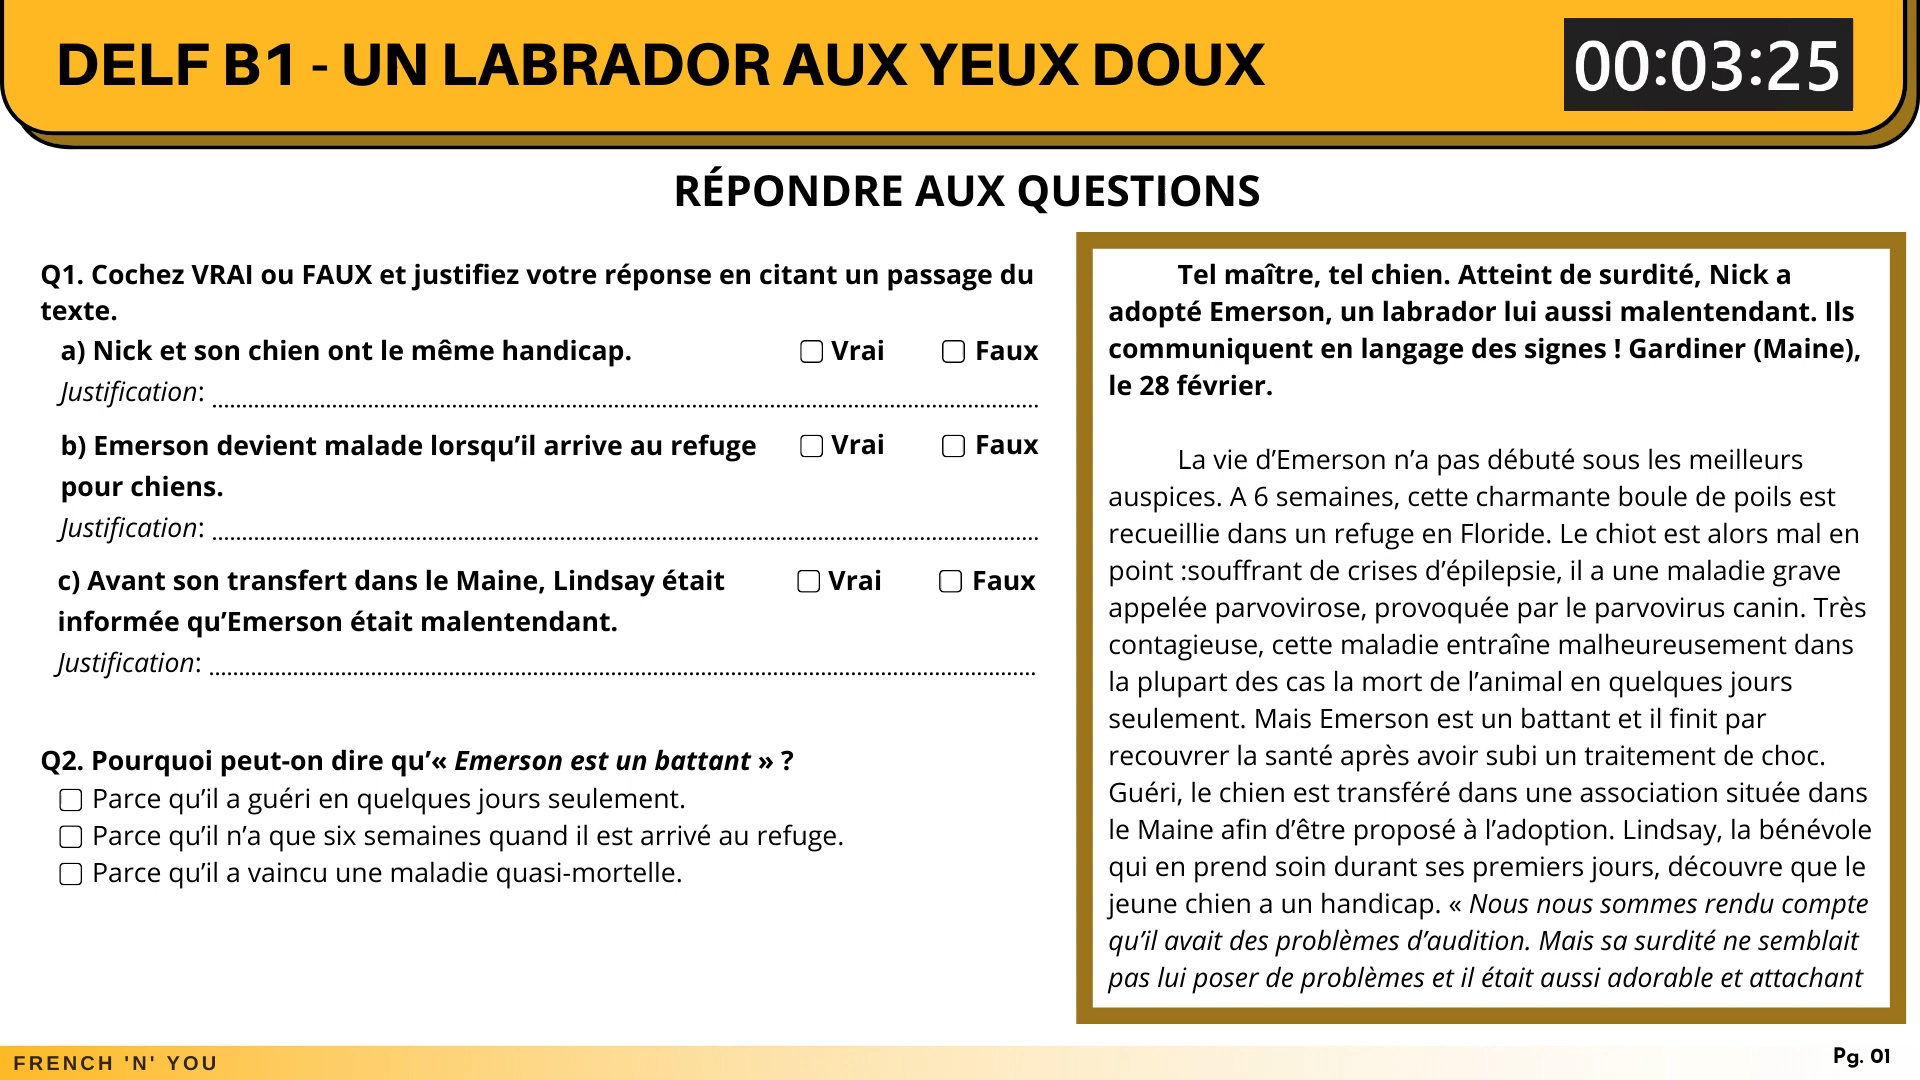 DELF B1 - UN LABRADOR AUX YEUX DOUX
00:03:25
RÉPONDRE AUX QUESTIONS
Q1. Cochez VRAI ou FAUX et justifiez votre réponse en citant un passage du
texte.
a) Nick et son chien ont le même handicap. Vrai Faux
Justification:
b) Emerson devient malade lorsqu’il arrive au refuge Vrai Faux
pour chiens.
Justification:
c) Avant son transfert dans le Maine, Lindsay était Vrai Faux
informée qu’Emerson était malentendant.
Justification:
Q2. Pourquoi peut-on dire qu’« Emerson est un battant » ?
Parce qu’il a guéri en quelques jours seulement.
Parce qu’il n’a que six semaines quand il est arrivé au refuge.
Parce qu’il a vaincu une maladie quasi-mortelle.
Tel maître, tel chien. Atteint de surdité, Nick a
adopté Emerson, un labrador lui aussi malentendant. Ils
communiquent en langage des signes ! Gardiner (Maine),
le 28 février.
La vie d’Emerson n’a pas débuté sous les meilleurs
auspices. A 6 semaines, cette charmante boule de poils est
recueillie dans un refuge en Floride. Le chiot est alors mal en
point :souffrant de crises d’épilepsie, il a une maladie grave
appelée parvovirose, provoquée par le parvovirus canin. Très
contagieuse, cette maladie entraîne malheureusement dans
la plupart des cas la mort de l’animal en quelques jours
seulement. Mais Emerson est un battant et il finit par
recouvrer la santé après avoir subi un traitement de choc.
Guéri, le chien est transféré dans une association située dans
le Maine afin d’être proposé à l’adoption. Lindsay, la bénévole
qui en prend soin durant ses premiers jours, découvre que le
jeune chien a un handicap. « Nous nous sommes rendu compte
qu’il avait des problèmes d’audition. Mais sa surdité ne semblait
pas lui poser de problèmes et il était aussi adorable et attachant
FRENCH 'N' YOU
Pg. 01